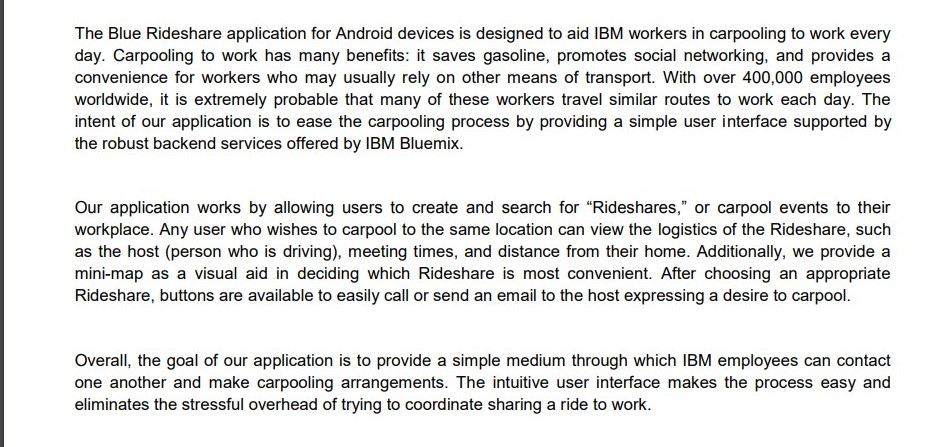 The Blue Rideshare application for Android devices is designed to aid IBM workers in carpooling to work every
day. Carpooling to work has many benefits: it saves gasoline, promotes social networking, and provides a
convenience for workers who may usually rely on other means of transport. With over 400,000 employees
worldwide, it is extremely probable that many of these workers travel similar routes to work each day. The
intent of our application is to ease the carpooling process by providing a simple user interface supported by
the robust backend services offered by IBM Bluemix.
Our application works by allowing users to create and search for “Rideshares,” or carpool events to their
workplace. Any user who wishes to carpool to the same location can view the logistics of the Rideshare, such
as the host (person who is driving), meeting times, and distance from their home. Additionally, we provide a
mini-map as a visual aid in deciding which Rideshare is most convenient. After choosing an appropriate
Rideshare, buttons are available to easily call or send an email to the host expressing a desire to carpool.
Overall, the goal of our application is to provide a simple medium through which IBM employees can contact
one another and make carpooling arrangements. The intuitive user interface makes the process easy and
eliminates the stressful overhead of trying to coordinate sharing a ride to work.